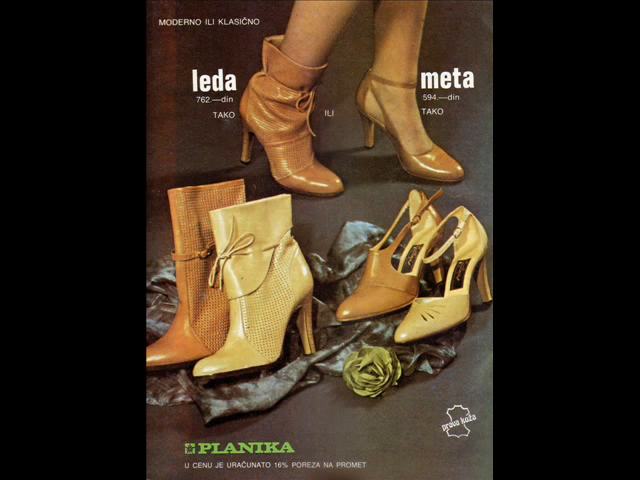 MODERNO ILI KLASIČNO
leda
762.—din
TAKO
ILI
meta
594.—din
TAKO
prava koža
PLANIKA
U CENU JE URAČUNATO 16% POREZA NA PROMET